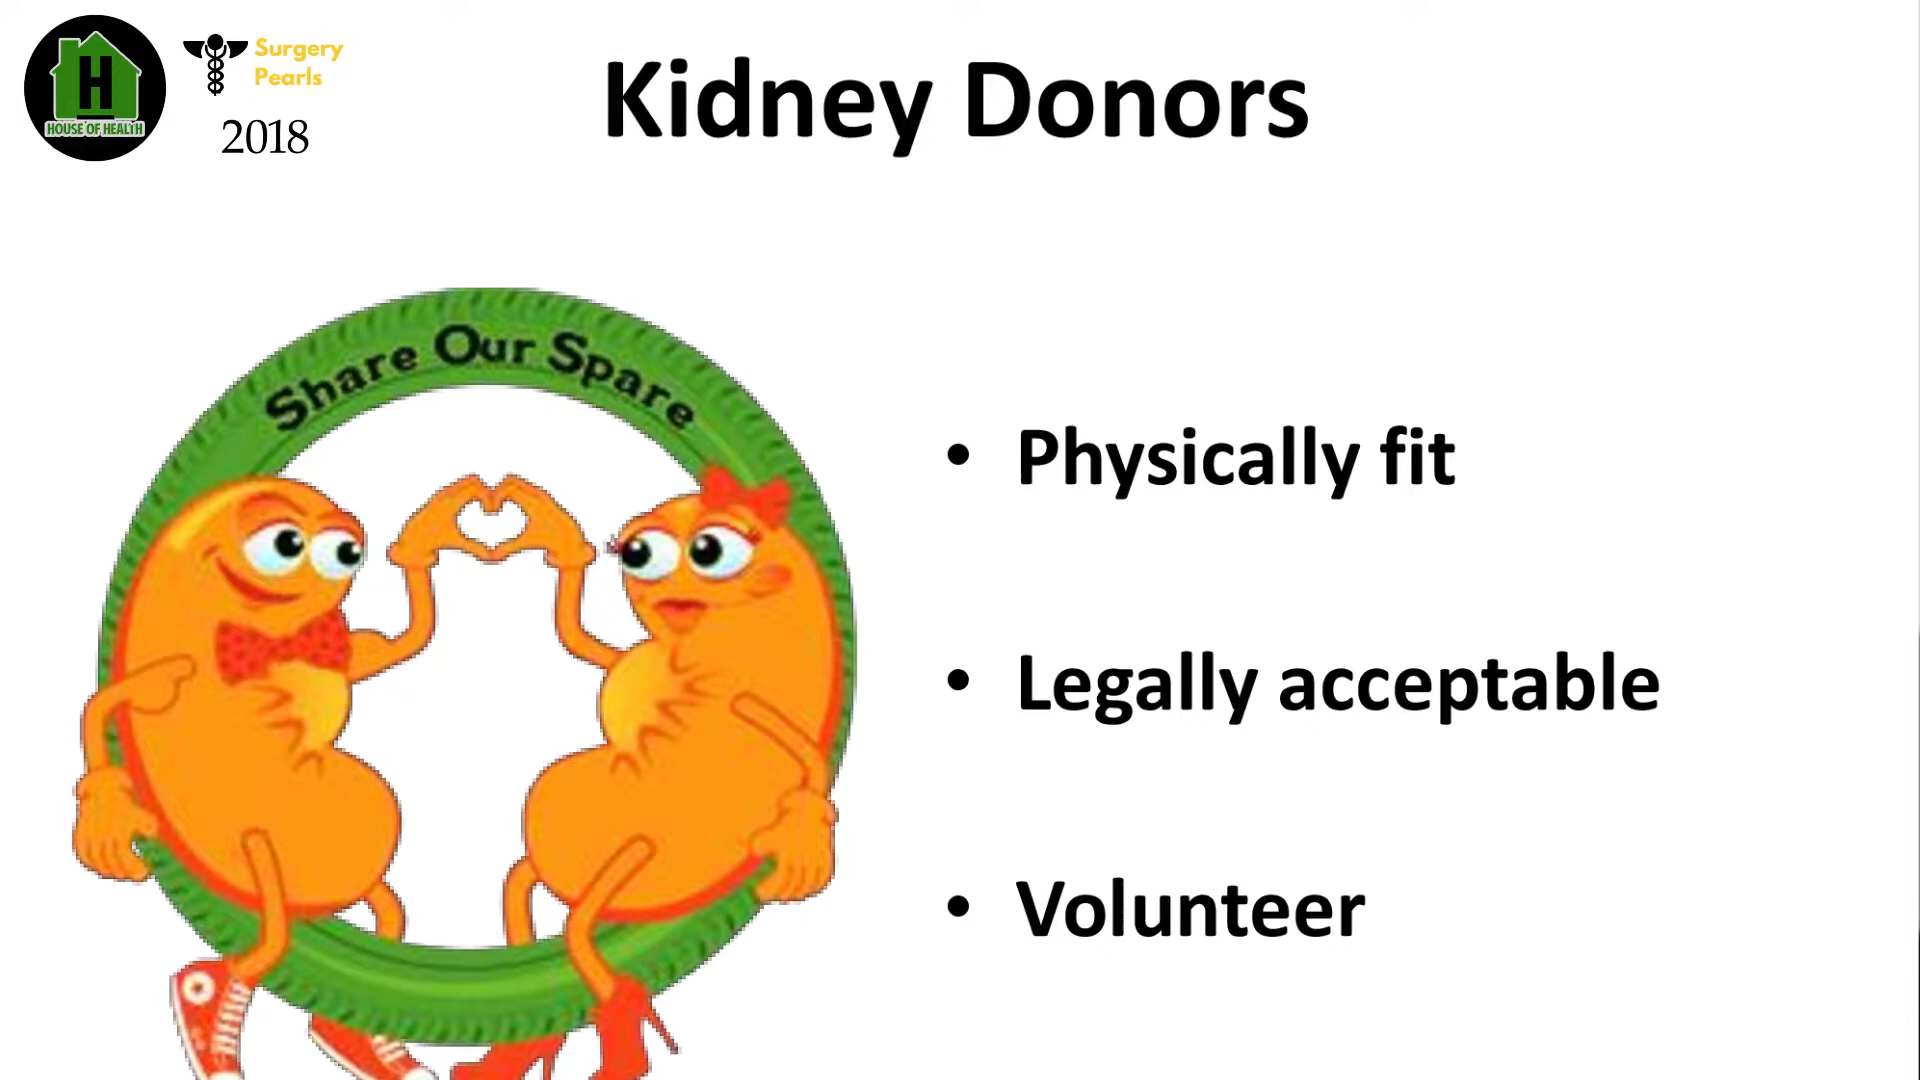 H
HOUSE OF HEALTH
Surgery
Pearls
2018
Kidney Donors
Share Our Spare
• Physically fit
• Legally acceptable
• Volunteer